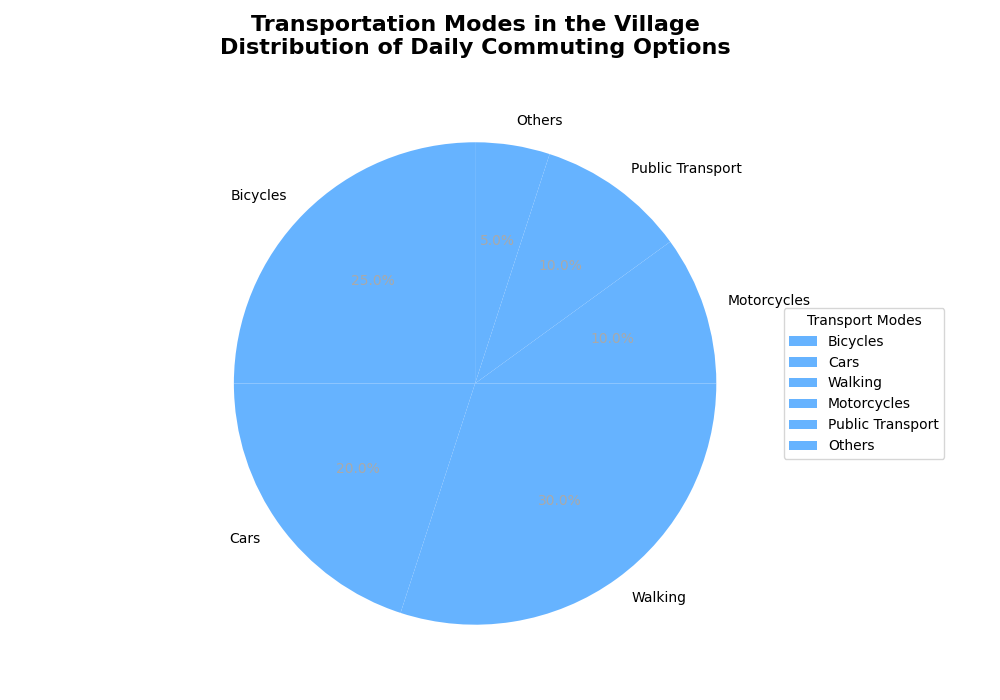 Transportation Modes in the Village
Distribution of Daily Commuting Options
Others
Public Transport
Bicycles
5.0%
10.0%
25.0%
Motorcycles
10.0%
Transport Modes
Bicycles
Cars
Walking
Motorcycles
Public Transport
Others
20.0%
30.0%
Cars
Walking